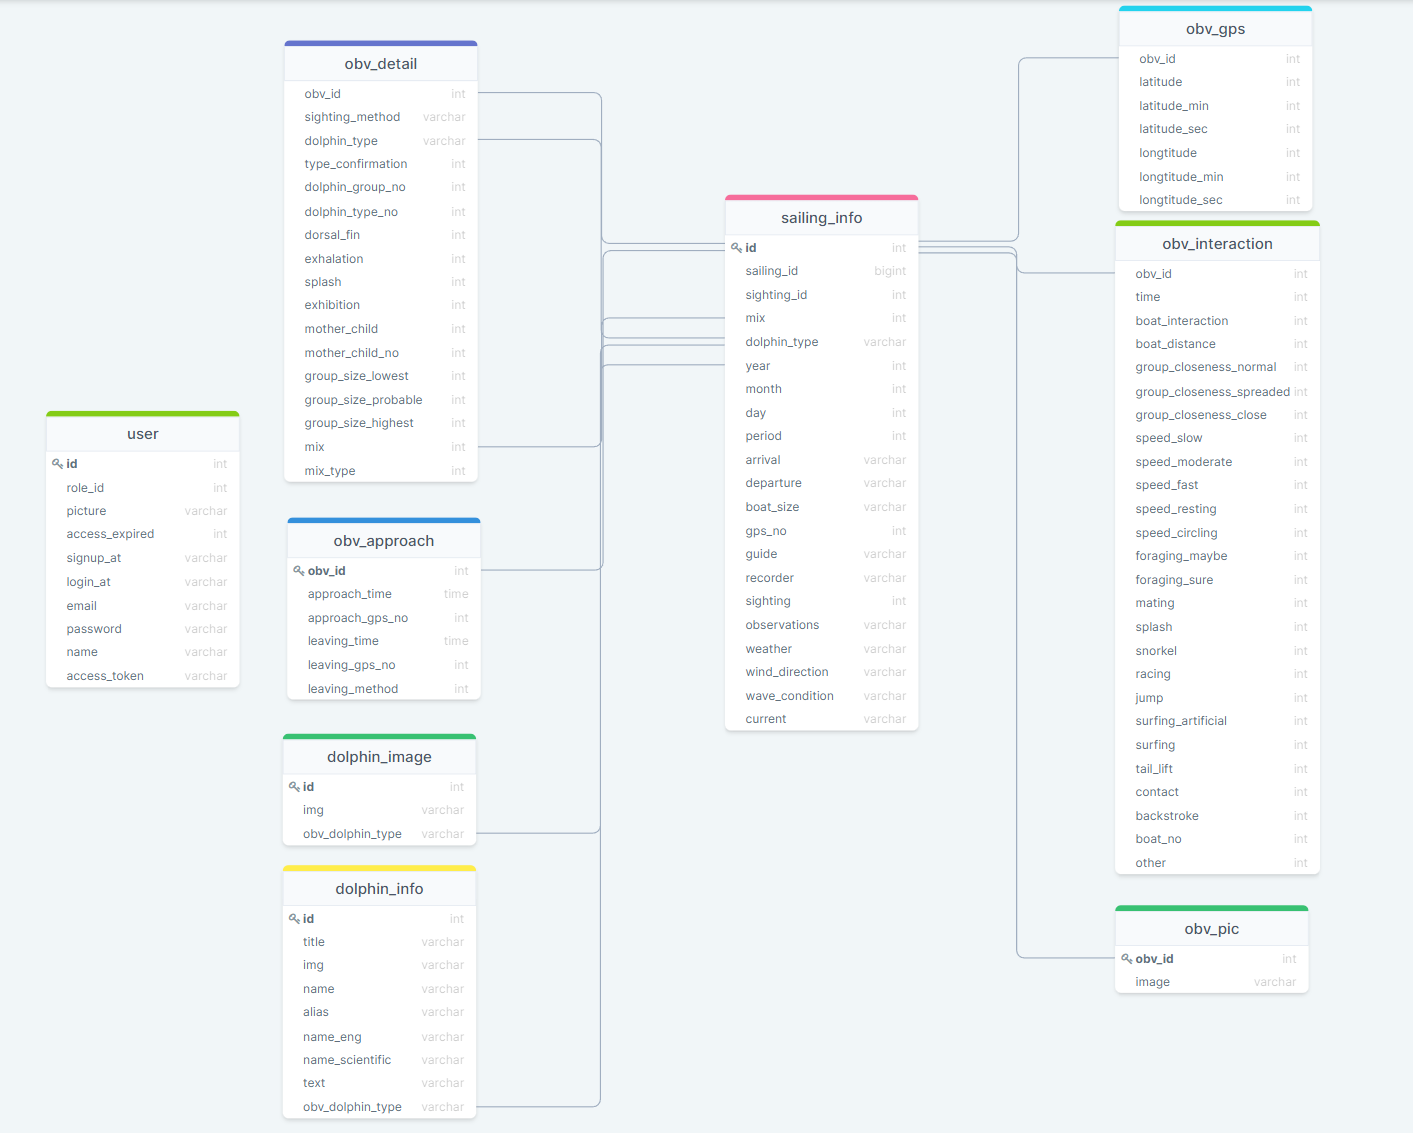 obv_detail
obv_id int
sighting_method varchar
dolphin_type varchar
type_confirmation int
dolphin_group_no int
dolphin_type_no int
dorsal_fin int
exhalation int
splash int
exhibition int
mother_child int
mother_child_no int
group_size_lowest int
group_size_probable int
group_size_highest int
mix int
mix_type int
user
id int
role_id int
picture varchar
access_expired int
signup_at varchar
login_at varchar
email varchar
password varchar
name varchar
access_token varchar
obv_approach
obv_id int
approach_time time
approach_gps_no int
leaving_time time
leaving_gps_no int
leaving_method int
dolphin_image
id int
img varchar
obv_dolphin_type varchar
dolphin_info
id int
title varchar
img varchar
name varchar
alias varchar
name_eng varchar
name_scientific varchar
text varchar
obv_dolphin_type varchar
sailing_info
id int
sailing_id bigint
sighting_id int
mix int
dolphin_type varchar
year int
month int
day int
period int
arrival varchar
departure varchar
boat_size varchar
gps_no int
guide varchar
recorder varchar
sighting int
observations varchar
weather varchar
wind_direction varchar
wave_condition varchar
current varchar
obv_gps
obv_id int
latitude int
latitude_min int
latitude_sec int
longtitude int
longtitude_min int
longtitude_sec int
obv_interaction
obv_id int
time int
boat_interaction int
boat_distance int
group_closeness_normal int
group_closeness_spreaded int
group_closeness_close int
speed_slow int
speed_moderate int
speed_fast int
speed_resting int
speed_circling int
foraging_maybe int
foraging_sure int
mating int
splash int
snorkel int
racing int
jump int
surfing_artificial int
surfing int
tail_lift int
contact int
backstroke int
boat_no int
other int
obv_pic
obv_id int
image varchar